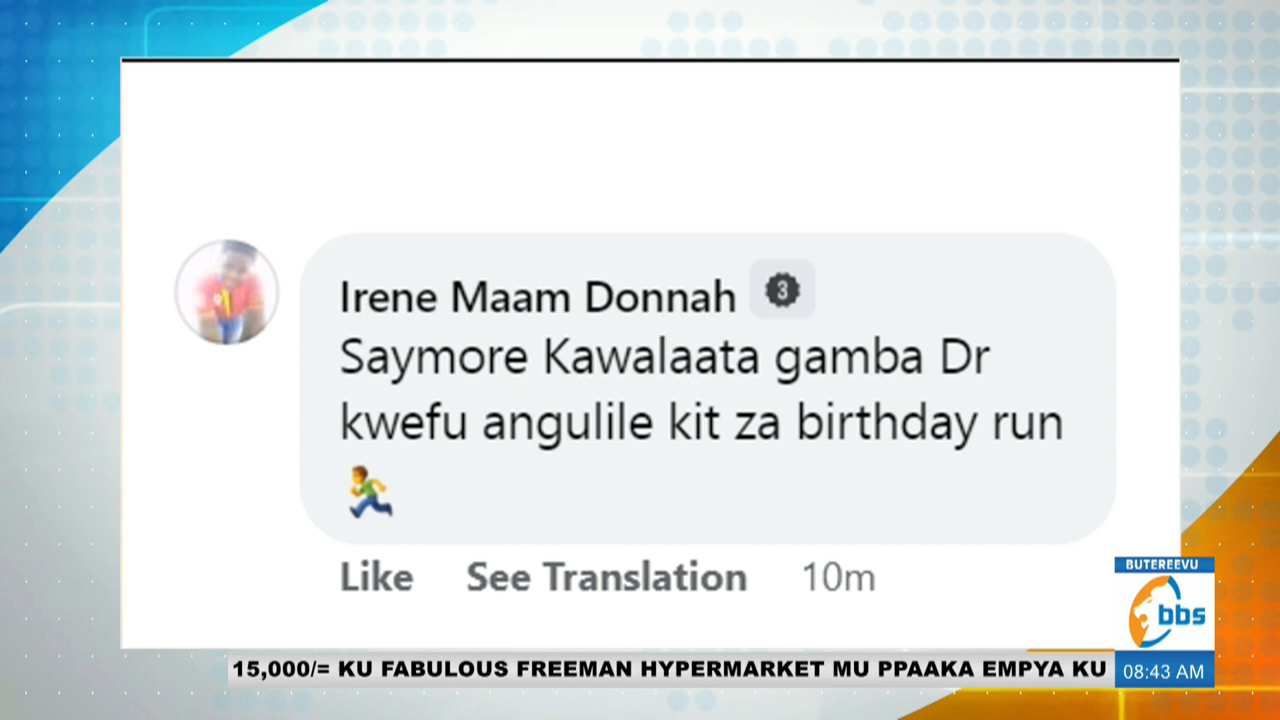 Irene Maam Donnah 3
Saymore Kawalaata gamba Dr
kwefu angulile kit za birthday run
Like See Translation 10m
BUTEREEVU
bbs
15,000/= KU FABULOUS FREEMAN HYPERMARKET MU PPAAKA EMPYA KU
08:43 AM